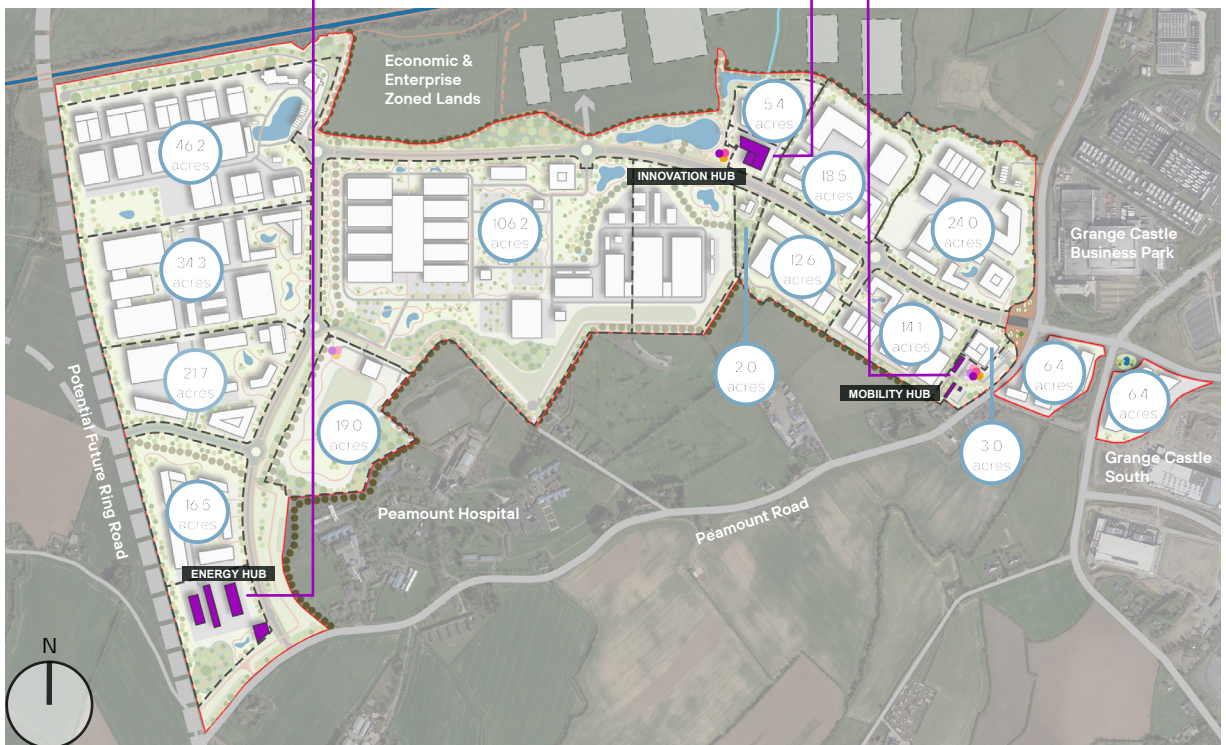 Economic &
Enterprise
Zoned Lands
5.4
acres
46.2
acres
INNOVATION HUB
18.5
acres
106.2
acres
24.0
acres
Grange Castle
Business Park
34.3
acres
12.6
acres
14.1
acres
2.0
acres
6.4
acres
21.7
acres
MOBILITY HUB
6.4
acres
Potential Future Ring Road
19.0
acres
3.0
acres
Grange Castle
South
16.5
acres
Peamount Hospital
Peamount Road
ENERGY HUB
N